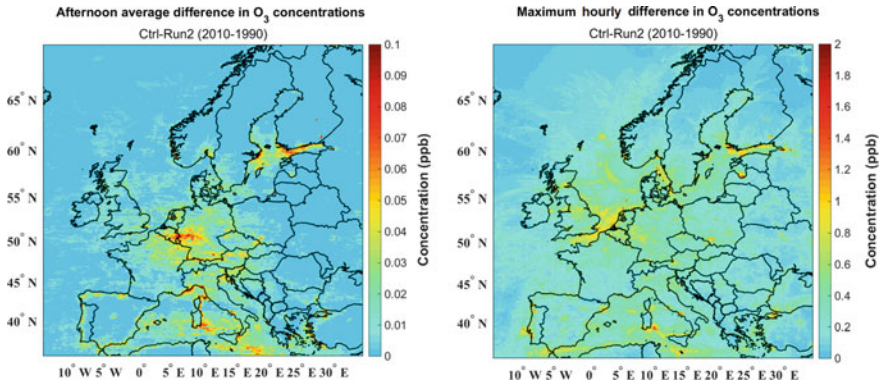 Afternoon average difference in O3 concentrations
Ctrl-Run2 (2010-1990)
65° N
60° N
55° N
50° N
45° N
40° N
10° W 5° W 0° 5° E 10° E 15° E 20° E 25° E 30° E
0.1
0.09
0.08
0.07
0.06
0.05
0.04
0.03
0.02
0.01
0
Concentration (ppb)
Maximum hourly difference in O3 concentrations
Ctrl-Run2 (2010-1990)
65° N
60° N
55° N
50° N
45° N
40° N
10° W 5° W 0° 5° E 10° E 15° E 20° E 25° E 30° E
2
1.8
1.6
1.4
1.2
1
0.8
0.6
0.4
0.2
0
Concentration (ppb)